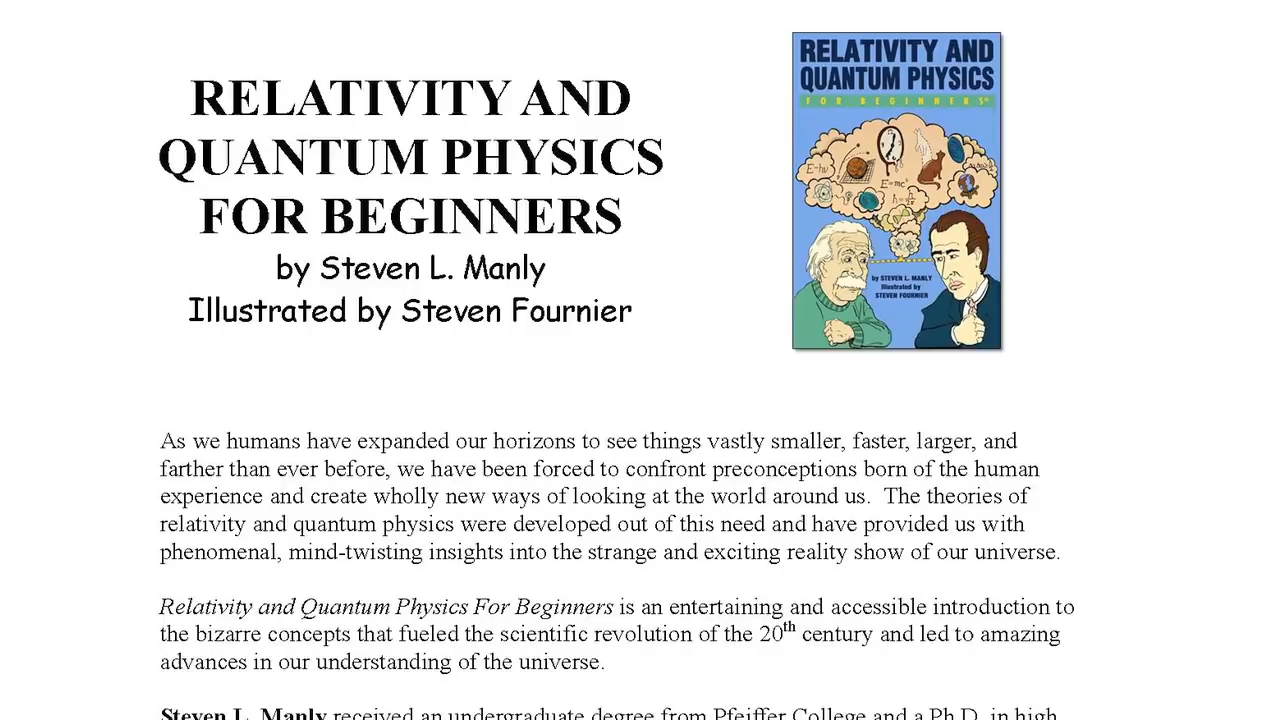 RELATIVITY AND
QUANTUM PHYSICS
FOR BEGINNERS
by Steven L. Manly
Illustrated by Steven Fournier
RELATIVITY AND
QUANTUM PHYSICS
FOR BEGINNERS®
E=hν
E=mc²
by STEVEN L. MANLY
Illustrated by
STEVEN FOURNIER
As we humans have expanded our horizons to see things vastly smaller, faster, larger, and
farther than ever before, we have been forced to confront preconceptions born of the human
experience and create wholly new ways of looking at the world around us.  The theories of
relativity and quantum physics were developed out of this need and have provided us with
phenomenal, mind-twisting insights into the strange and exciting reality show of our universe.
Relativity and Quantum Physics For Beginners is an entertaining and accessible introduction to
the bizarre concepts that fueled the scientific revolution of the 20th century and led to amazing
advances in our understanding of the universe.
Steven L. Manly received an undergraduate degree from Pfeiffer College and a Ph.D. in high